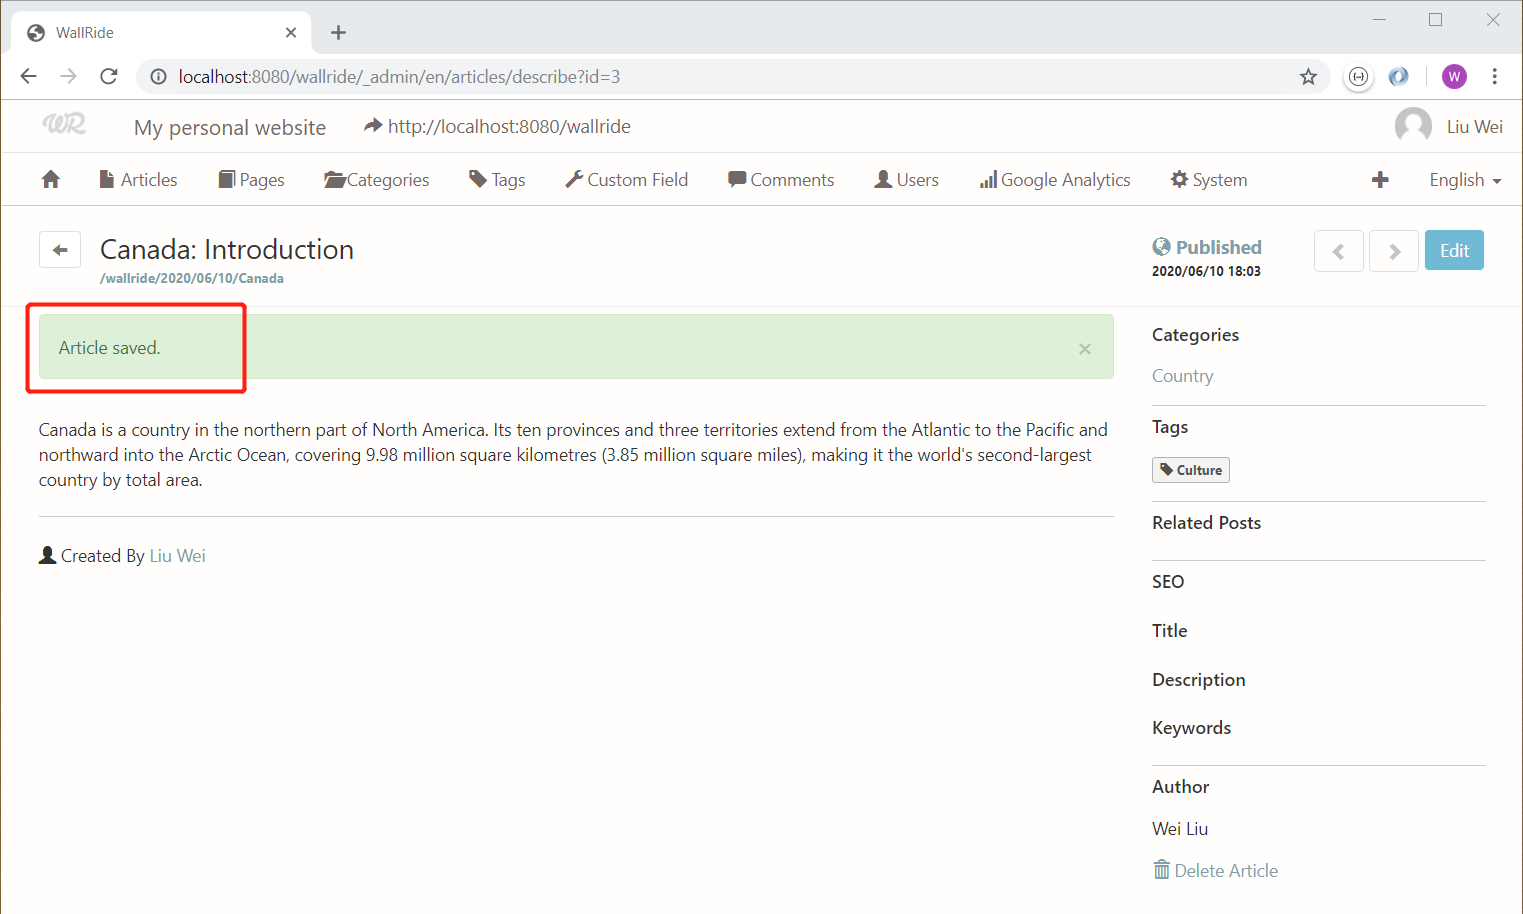 WallRide
localhost:8080/wallride/_admin/en/articles/describe?id=3
W
WR
My personal website
http://localhost:8080/wallride
Liu Wei
Articles
Pages
Categories
Tags
Custom Field
Comments
Users
Google Analytics
System
English
Canada: Introduction
/wallride/2020/06/10/Canada
Published
2020/06/10 18:03
Edit
Article saved.
×
Canada is a country in the northern part of North America. Its ten provinces and three territories extend from the Atlantic to the Pacific and
northward into the Arctic Ocean, covering 9.98 million square kilometres (3.85 million square miles), making it the world's second-largest
country by total area.
Created By Liu Wei
Categories
Country
Tags
Culture
Related Posts
SEO
Title
Description
Keywords
Author
Wei Liu
Delete Article